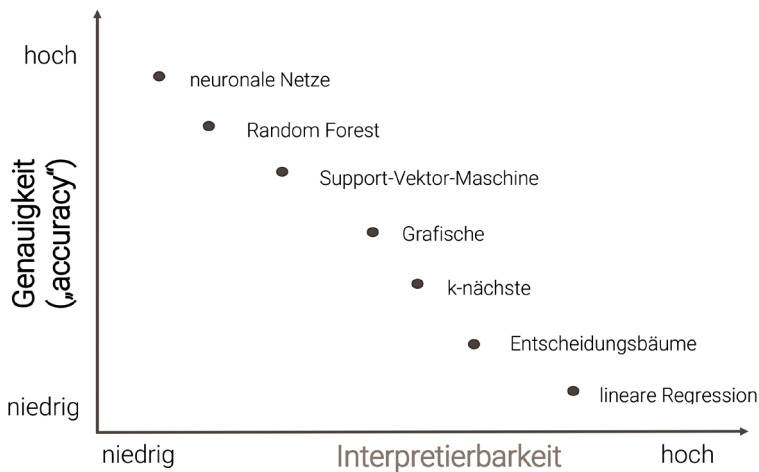 hoch
neuronale Netze
Random Forest
Support-Vektor-Maschine
Grafische
k-nächste
Entscheidungsbäume
lineare Regression
niedrig
Genauigkeit
(„accuracy“)
niedrig
Interpretierbarkeit
hoch